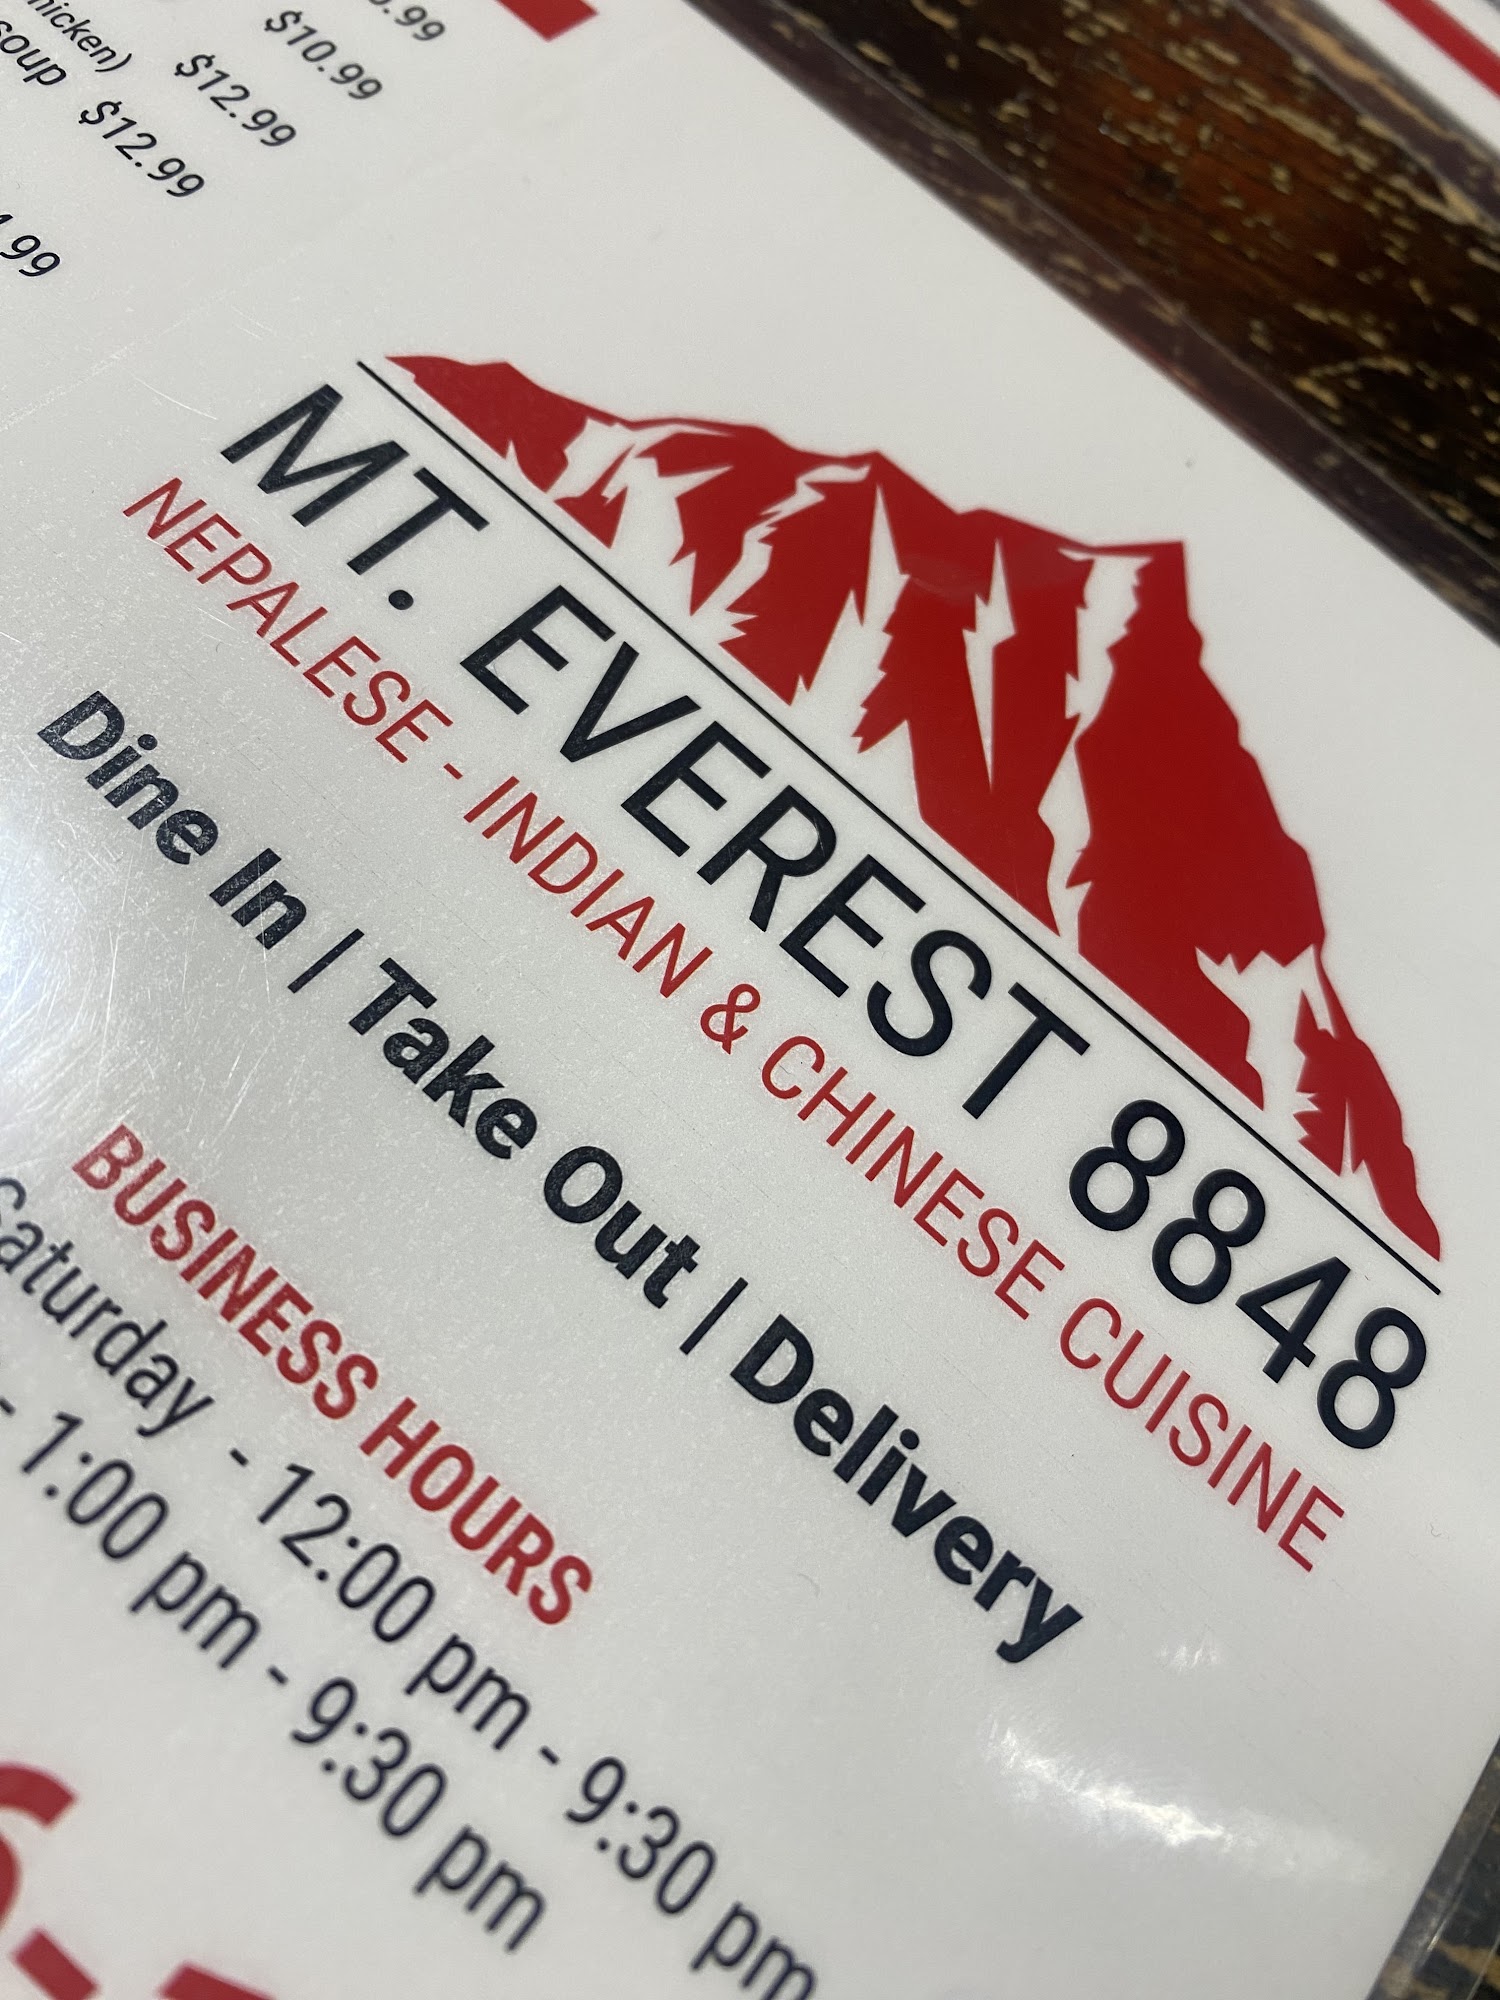 $10.99
$12.99
soup $12.99
MT. EVEREST 8848
NEPALESE - INDIAN & CHINESE CUISINE
Dine In | Take Out | Delivery
BUSINESS HOURS
Saturday - 12:00 pm - 9:30 pm
- 1:00 pm - 9:30 pm